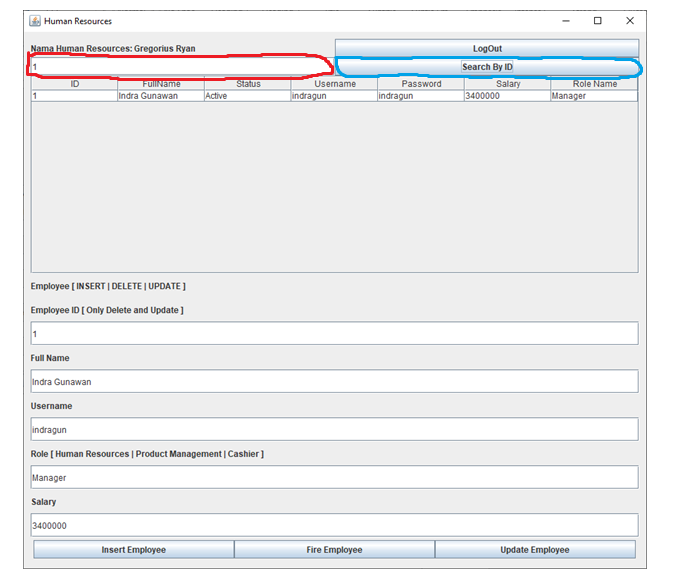 Human Resources
Nama Human Resources: Gregorius Ryan LogOut
1 Search By ID
ID FullName Status Username Password Salary Role Name
1 Indra Gunawan Active indragun indragun 3400000 Manager
Employee [ INSERT | DELETE | UPDATE ]
Employee ID [ Only Delete and Update ]
1
Full Name
Indra Gunawan
Username
indragun
Role [ Human Resources | Product Management | Cashier ]
Manager
Salary
3400000
Insert Employee Fire Employee Update Employee